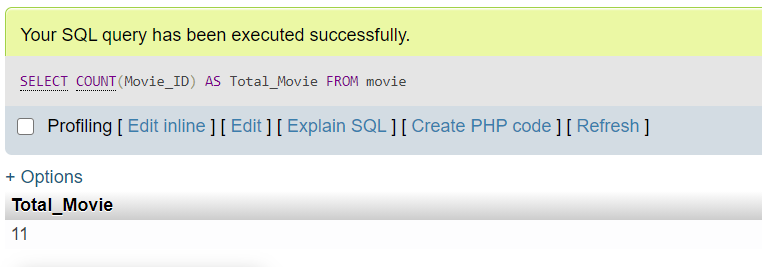 Your SQL query has been executed successfully.
SELECT COUNT(Movie_ID) AS Total_Movie FROM movie
Profiling [ Edit inline ] [ Edit ] [ Explain SQL ] [ Create PHP code ] [ Refresh ]
+ Options
Total_Movie
11